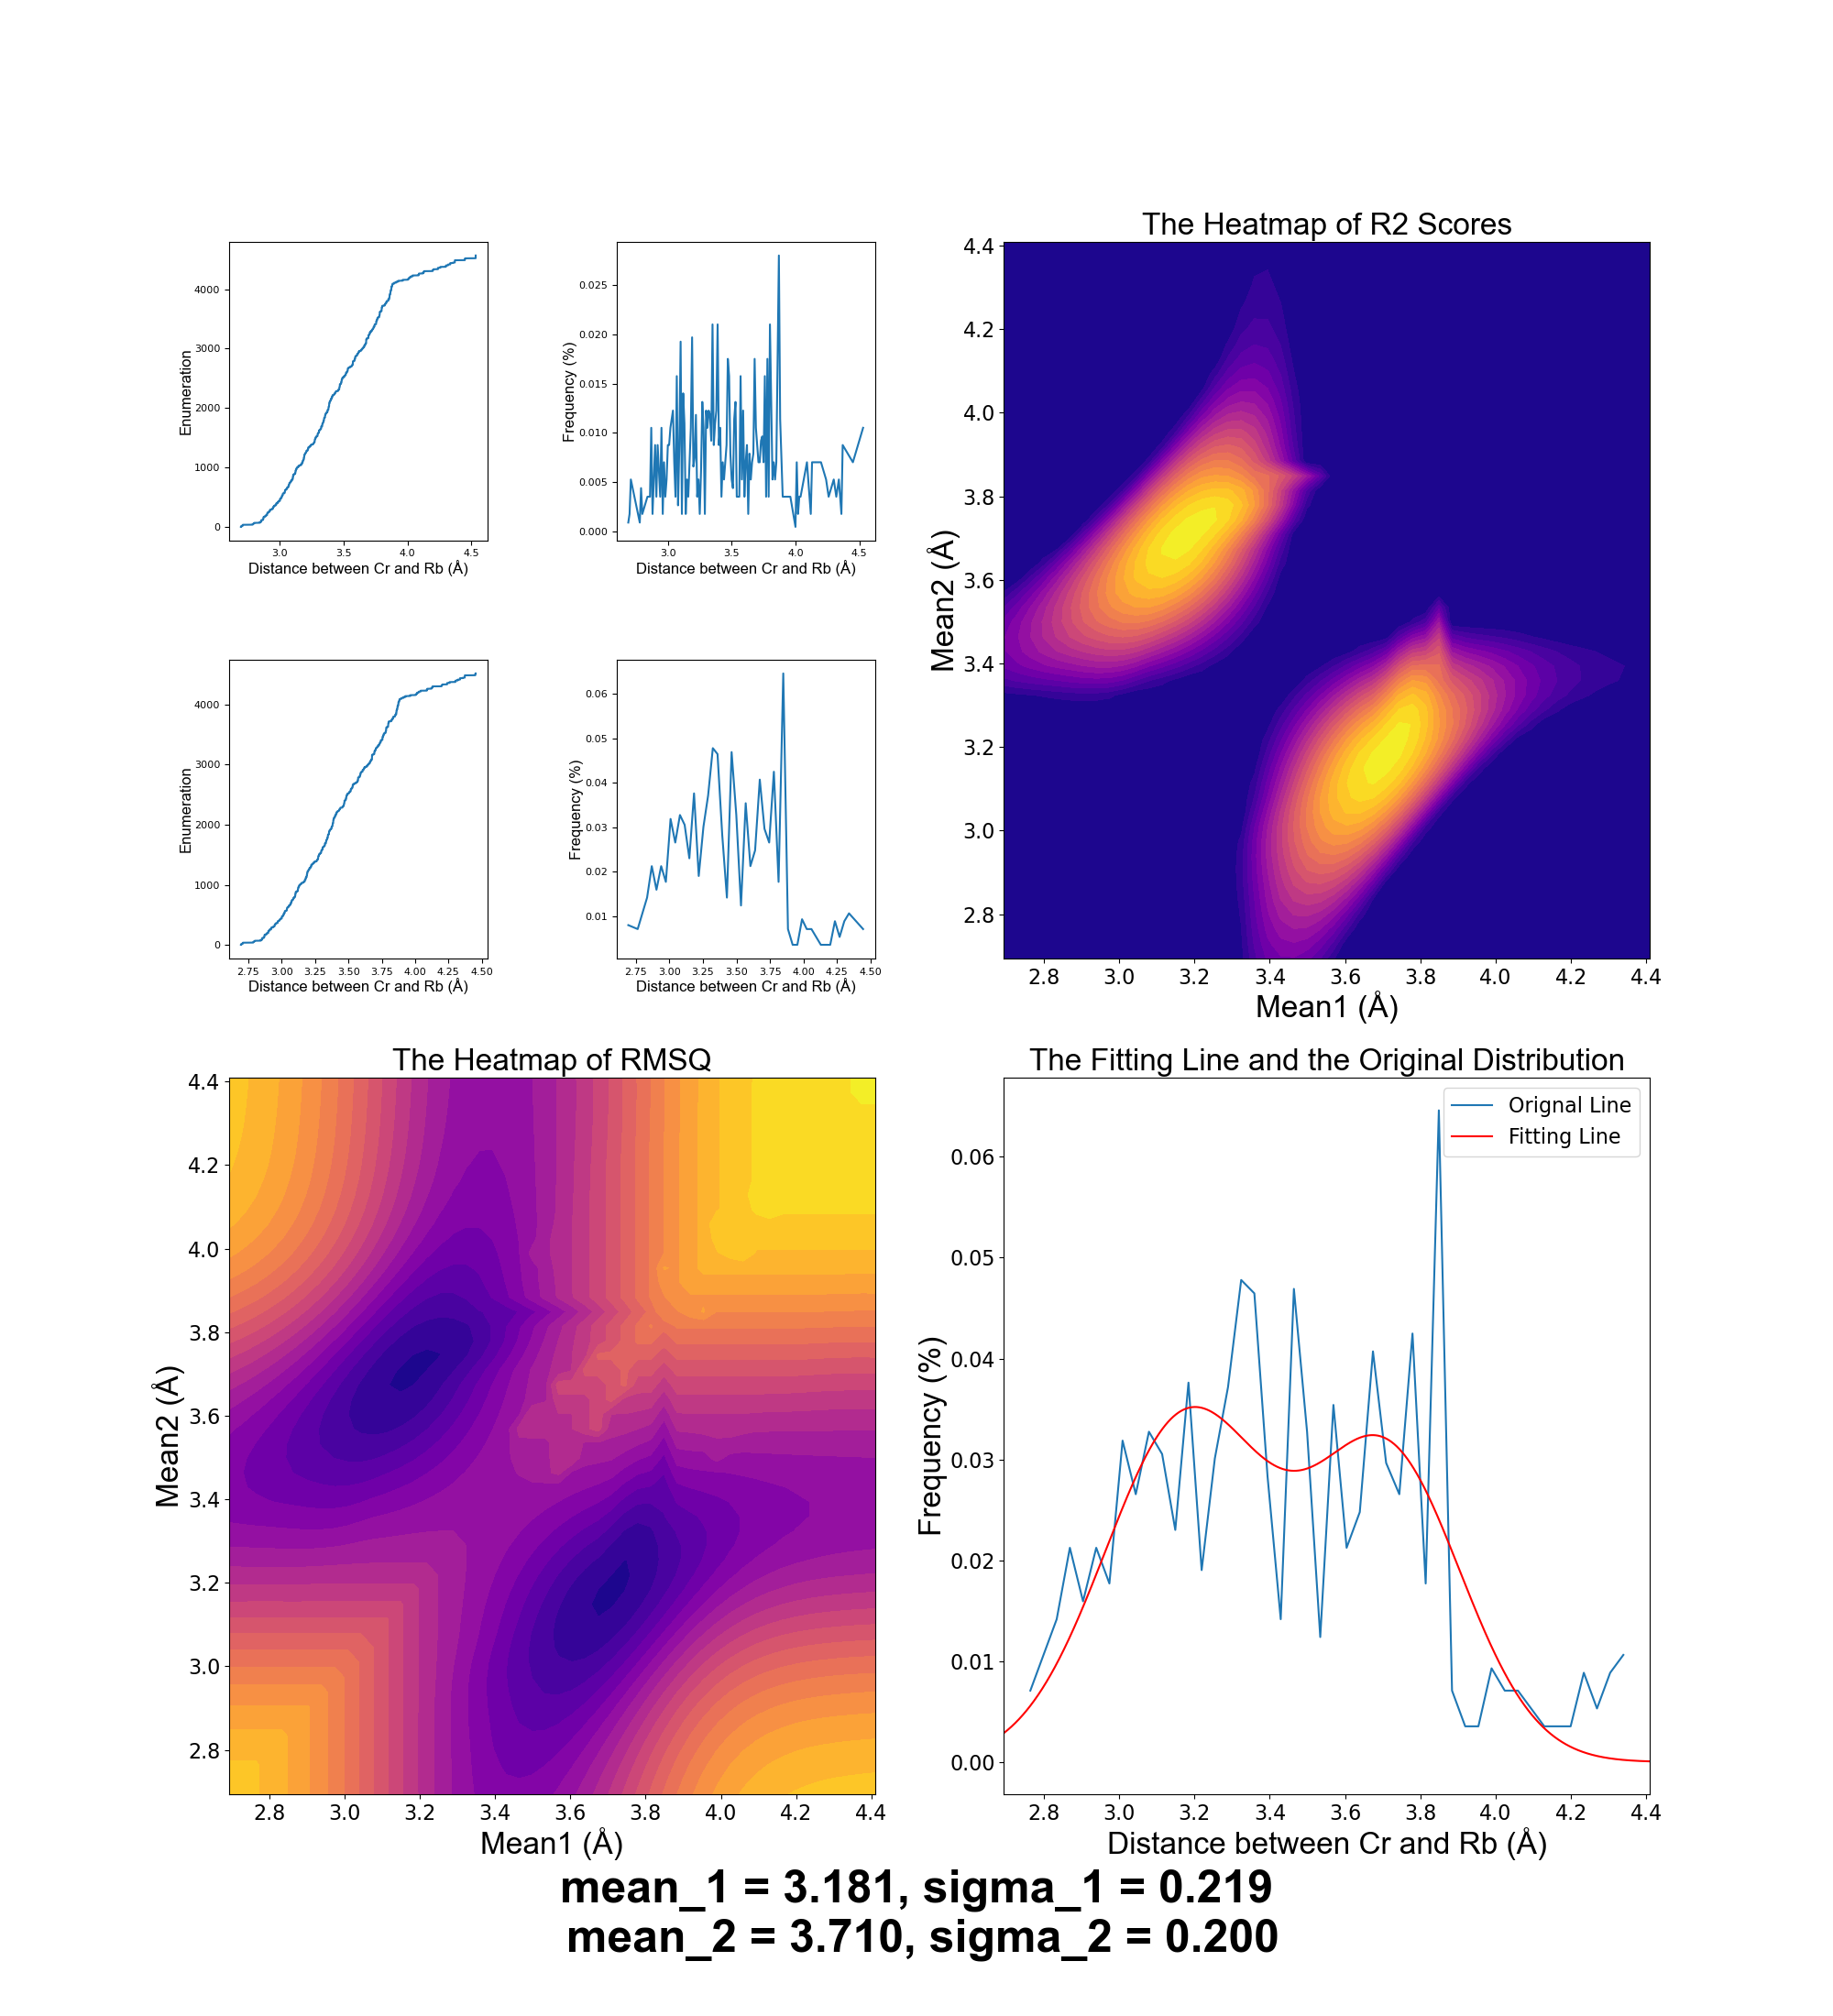 Enumeration
4000
3000
2000
1000
0
3.0 3.5 4.0 4.5
Distance between Cr and Rb (Å)
Frequency (%)
0.025
0.020
0.015
0.010
0.005
0.000
3.0 3.5 4.0 4.5
Distance between Cr and Rb (Å)
Enumeration
4000
3000
2000
1000
0
2.75 3.00 3.25 3.50 3.75 4.00 4.25 4.50
Distance between Cr and Rb (Å)
Frequency (%)
0.06
0.05
0.04
0.03
0.02
0.01
2.75 3.00 3.25 3.50 3.75 4.00 4.25 4.50
Distance between Cr and Rb (Å)
The Heatmap of R2 Scores
Mean2 (Å)
4.4
4.2
4.0
3.8
3.6
3.4
3.2
3.0
2.8
2.8 3.0 3.2 3.4 3.6 3.8 4.0 4.2 4.4
Mean1 (Å)
The Heatmap of RMSQ
Mean2 (Å)
4.4
4.2
4.0
3.8
3.6
3.4
3.2
3.0
2.8
2.8 3.0 3.2 3.4 3.6 3.8 4.0 4.2 4.4
Mean1 (Å)
The Fitting Line and the Original Distribution
Orignal Line
Fitting Line
Frequency (%)
0.06
0.05
0.04
0.03
0.02
0.01
0.00
2.8 3.0 3.2 3.4 3.6 3.8 4.0 4.2 4.4
Distance between Cr and Rb (Å)
mean_1 = 3.181, sigma_1 = 0.219
mean_2 = 3.710, sigma_2 = 0.200